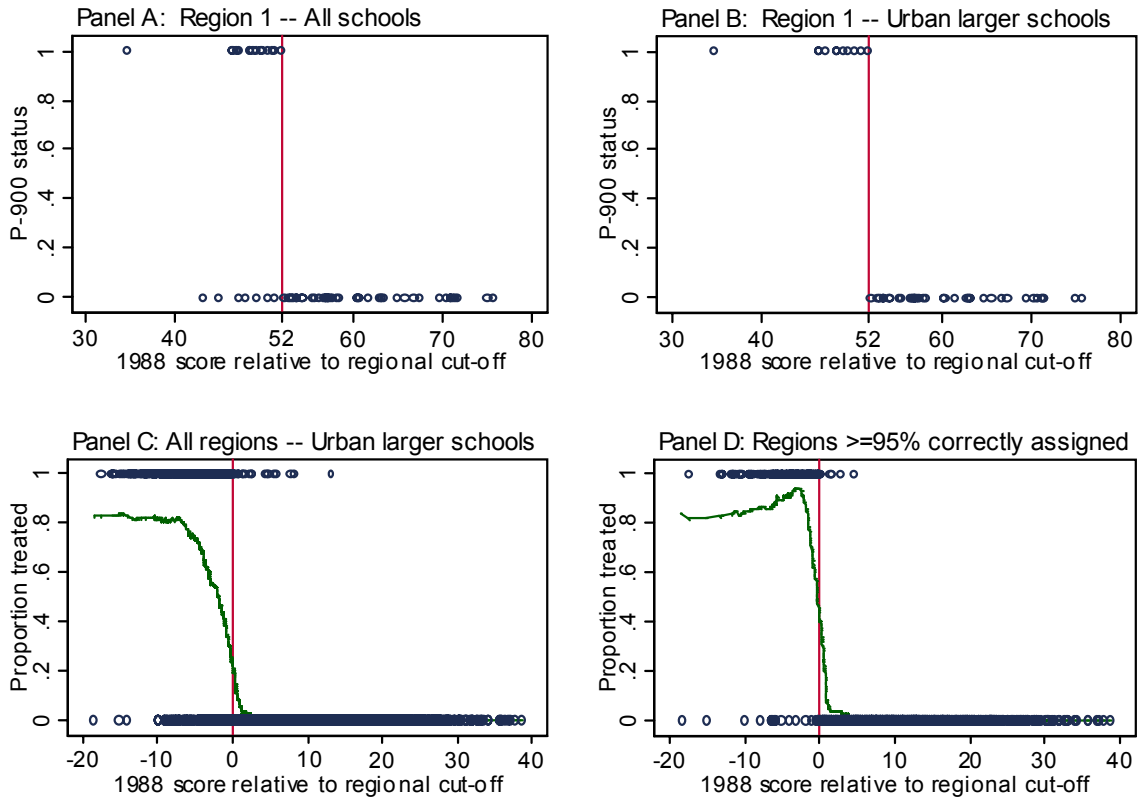 Panel A:  Region 1 -- All schools
P-900 status
1
.8
.6
.4
.2
0
30 40 52 60 70 80
1988 score relative to regional cut-off
Panel B:  Region 1 -- Urban larger schools
P-900 status
1
.8
.6
.4
.2
0
30 40 52 60 70 80
1988 score relative to regional cut-off
Panel C: All regions -- Urban larger schools
Proportion treated
1
.8
.6
.4
.2
0
-20 -10 0 10 20 30 40
1988 score relative to regional cut-off
Panel D: Regions >=95% correctly assigned
Proportion treated
1
.8
.6
.4
.2
0
-20 -10 0 10 20 30 40
1988 score relative to regional cut-off